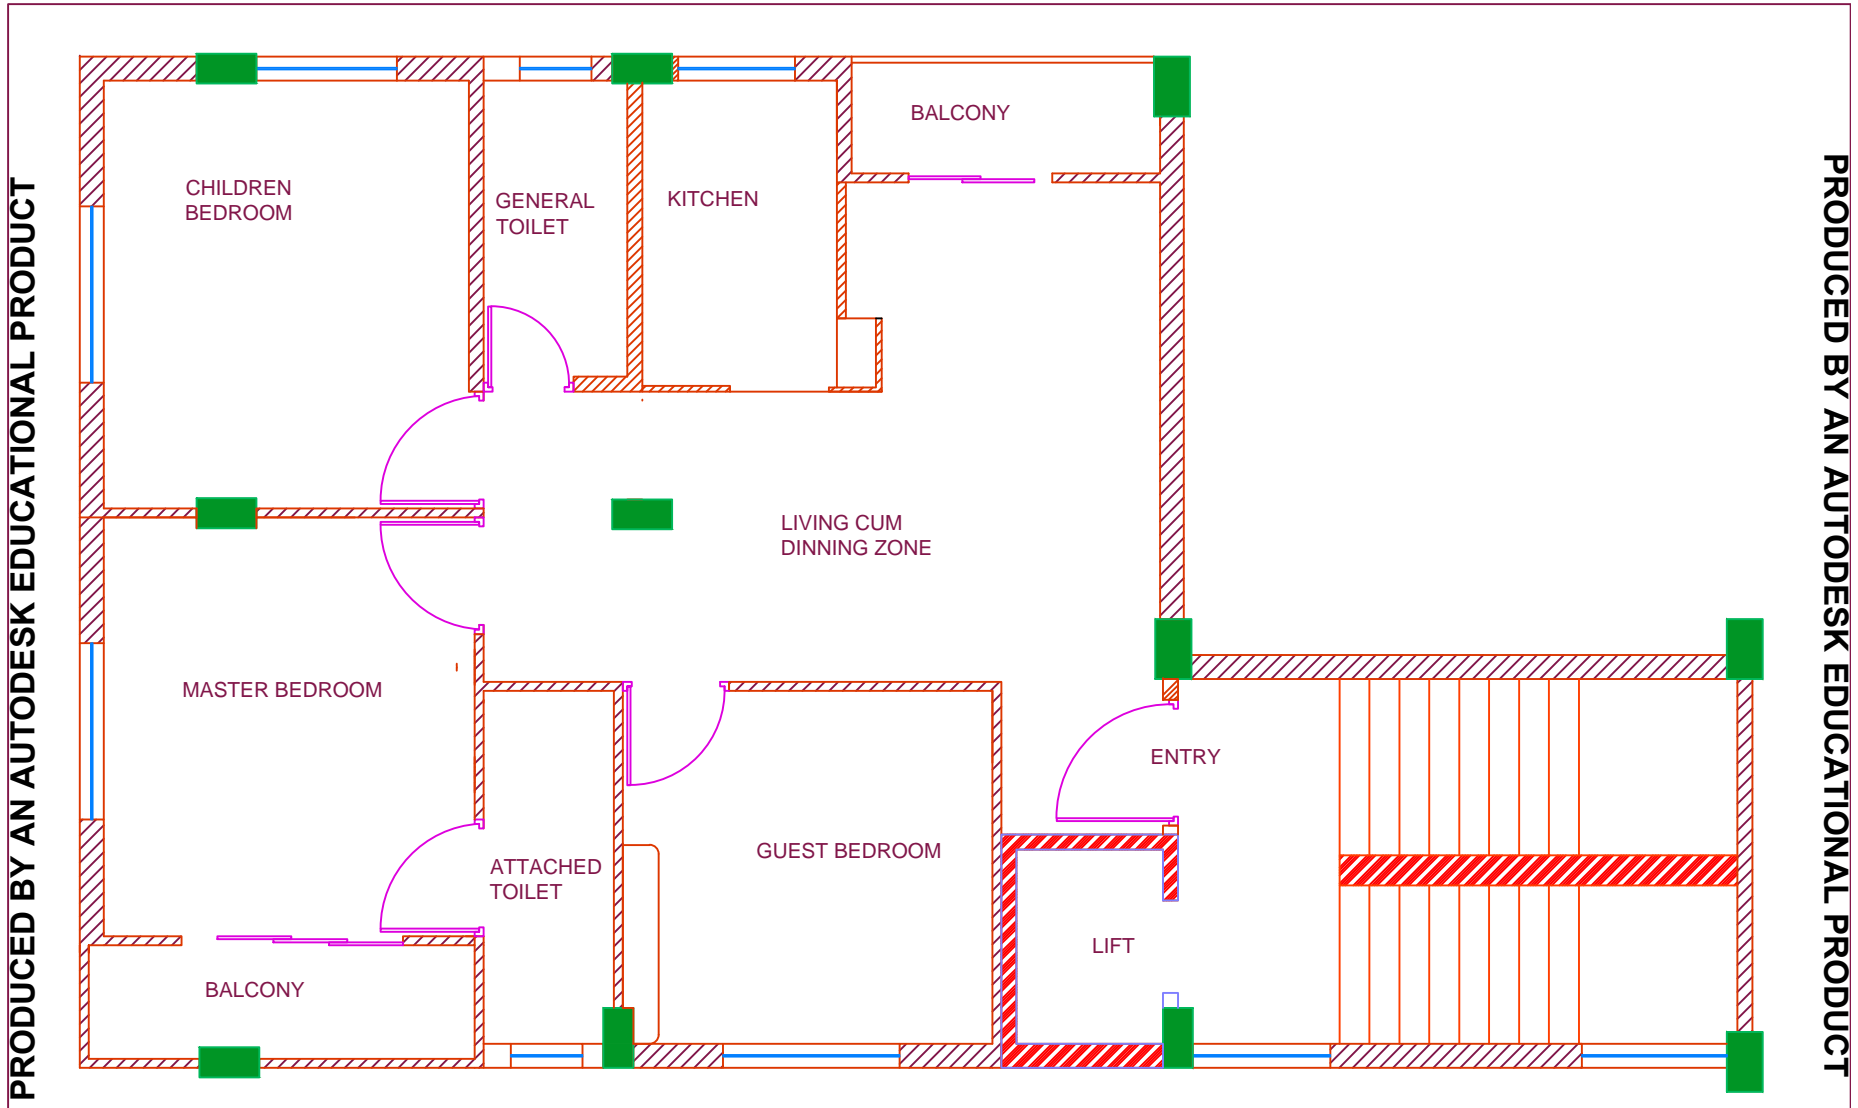 PRODUCED BY AN AUTODESK EDUCATIONAL PRODUCT
BALCONY
CHILDREN
BEDROOM
GENERAL
TOILET
KITCHEN
LIVING CUM
DINNING ZONE
MASTER BEDROOM
ENTRY
ATTACHED
TOILET
GUEST BEDROOM
LIFT
BALCONY
PRODUCED BY AN AUTODESK EDUCATIONAL PRODUCT